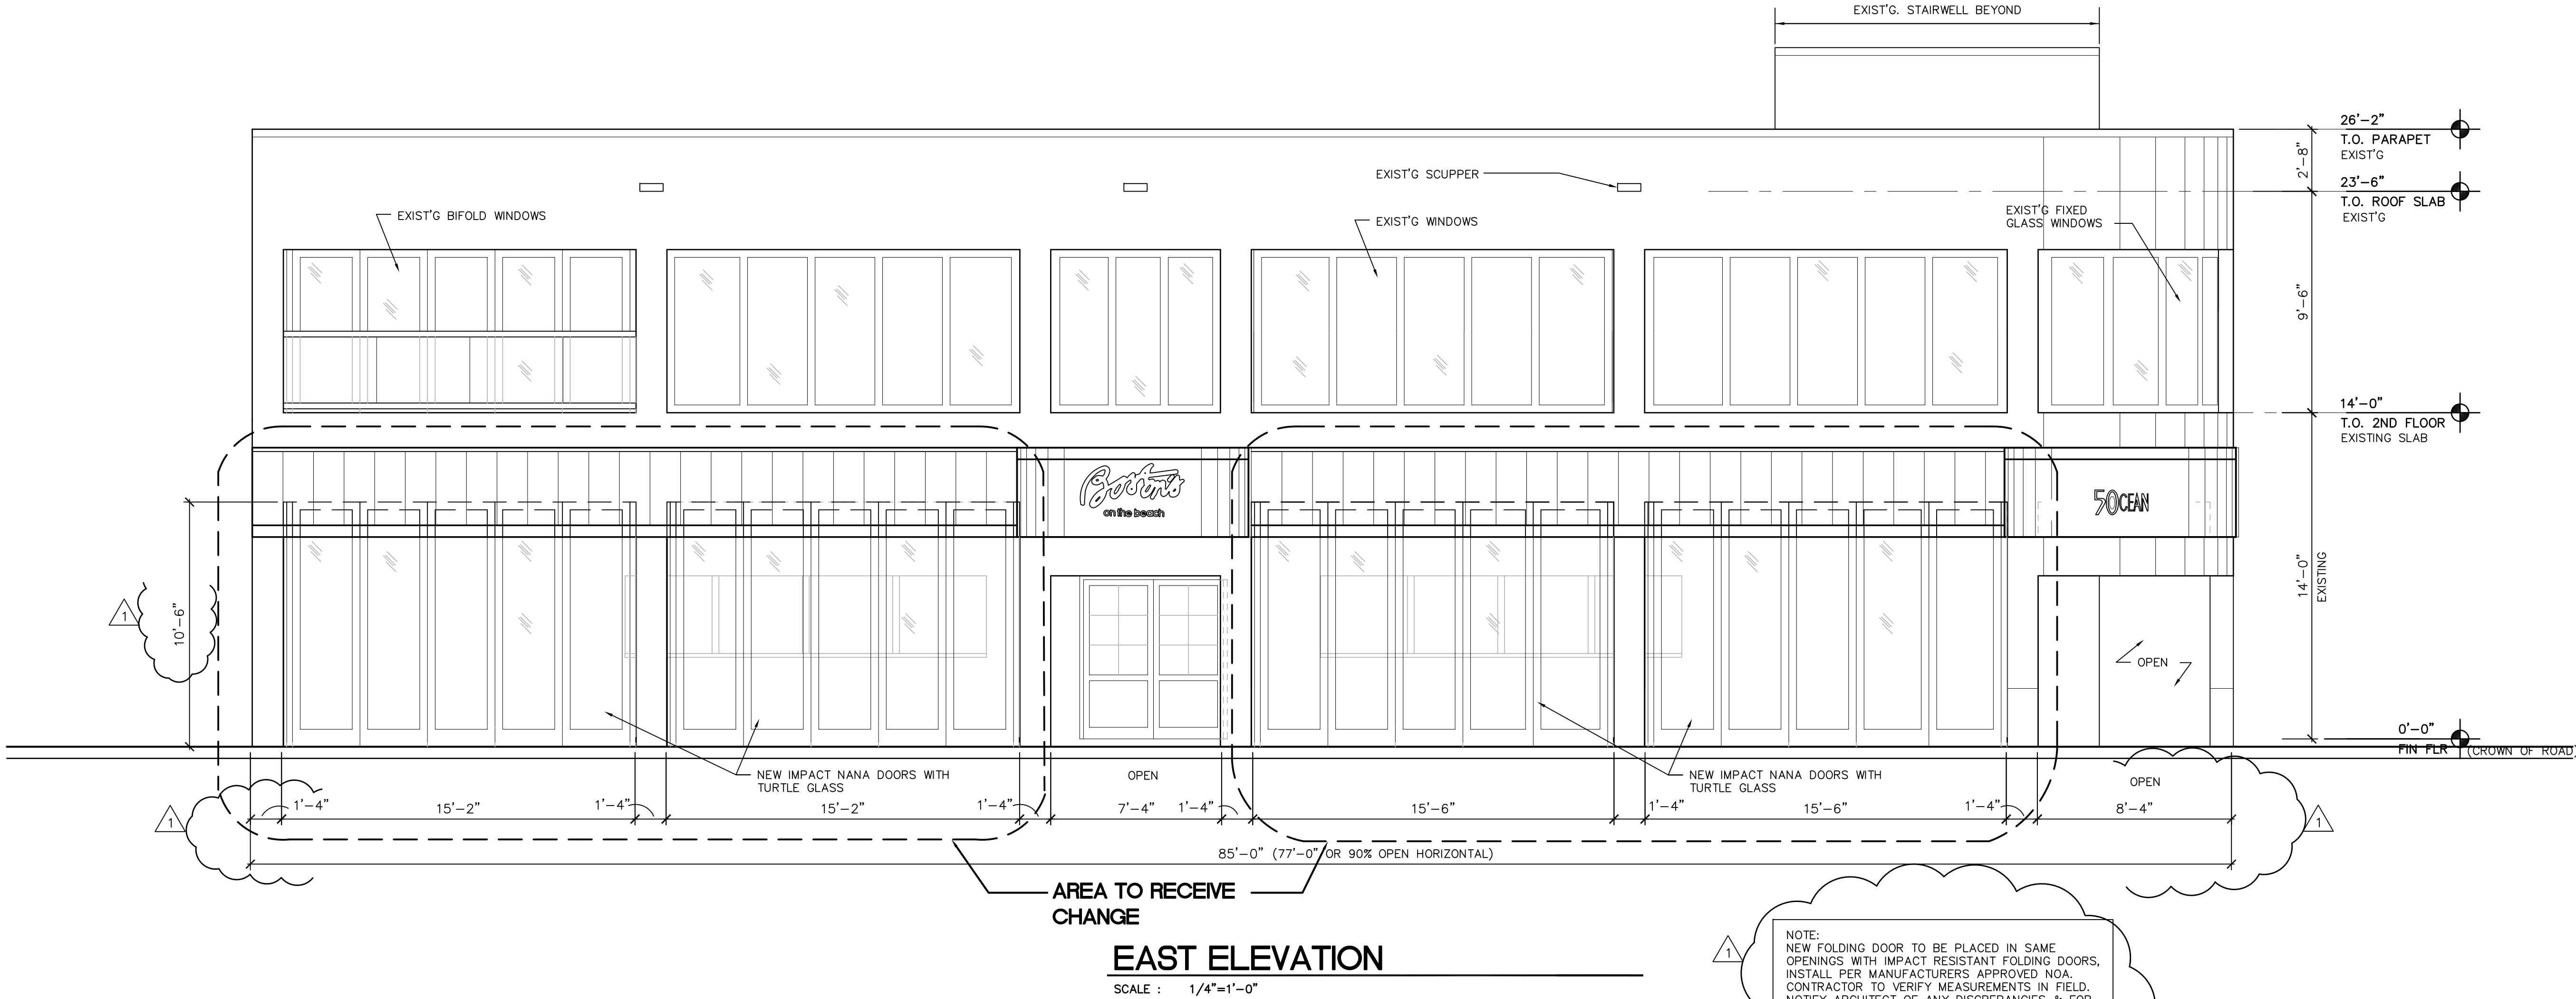 EXIST'G. STAIRWELL BEYOND
26'-2"
T.O. PARAPET
EXIST'G
2'-8"
EXIST'G SCUPPER
23'-6"
T.O. ROOF SLAB
EXIST'G
EXIST'G BIFOLD WINDOWS
EXIST'G WINDOWS
EXIST'G FIXED
GLASS WINDOWS
9'-6"
14'-0"
T.O. 2ND FLOOR
EXISTING SLAB
Boston's
on the beach
50CEAN
14'-0"
EXISTING
1
10'-6"
OPEN
0'-0"
FIN FLR (CROWN OF ROAD)
NEW IMPACT NANA DOORS WITH
TURTLE GLASS
OPEN
NEW IMPACT NANA DOORS WITH
TURTLE GLASS
OPEN
1
1'-4"
15'-2"
1'-4"
15'-2"
1'-4"
7'-4"
1'-4"
15'-6"
1'-4"
15'-6"
1'-4"
8'-4"
1
85'-0" (77'-0" OR 90% OPEN HORIZONTAL)
AREA TO RECEIVE
CHANGE
EAST ELEVATION
SCALE : 1/4"=1'-0"
1
NOTE:
NEW FOLDING DOOR TO BE PLACED IN SAME
OPENINGS WITH IMPACT RESISTANT FOLDING DOORS,
INSTALL PER MANUFACTURERS APPROVED NOA.
CONTRACTOR TO VERIFY MEASUREMENTS IN FIELD.
NOTIFY ARCHITECT OF ANY DISCREPANCIES & FOR